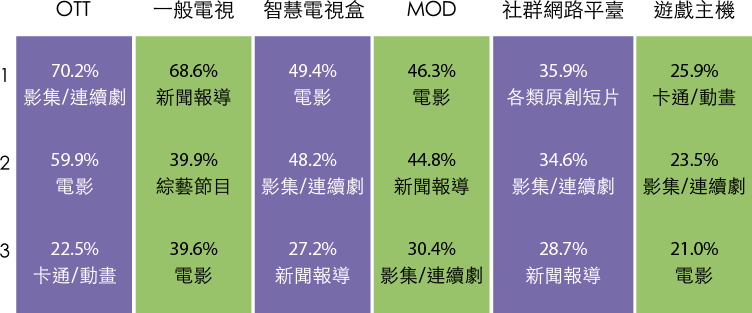 OTT 一般電視 智慧電視盒 MOD 社群網路平臺 遊戲主機
1 70.2% 68.6% 49.4% 46.3% 35.9% 25.9%
影集/連續劇 新聞報導 電影 電影 各類原創短片 卡通/動畫
2 59.9% 39.9% 48.2% 44.8% 34.6% 23.5%
電影 綜藝節目 影集/連續劇 新聞報導 影集/連續劇 影集/連續劇
3 22.5% 39.6% 27.2% 30.4% 28.7% 21.0%
卡通/動畫 電影 新聞報導 影集/連續劇 新聞報導 電影